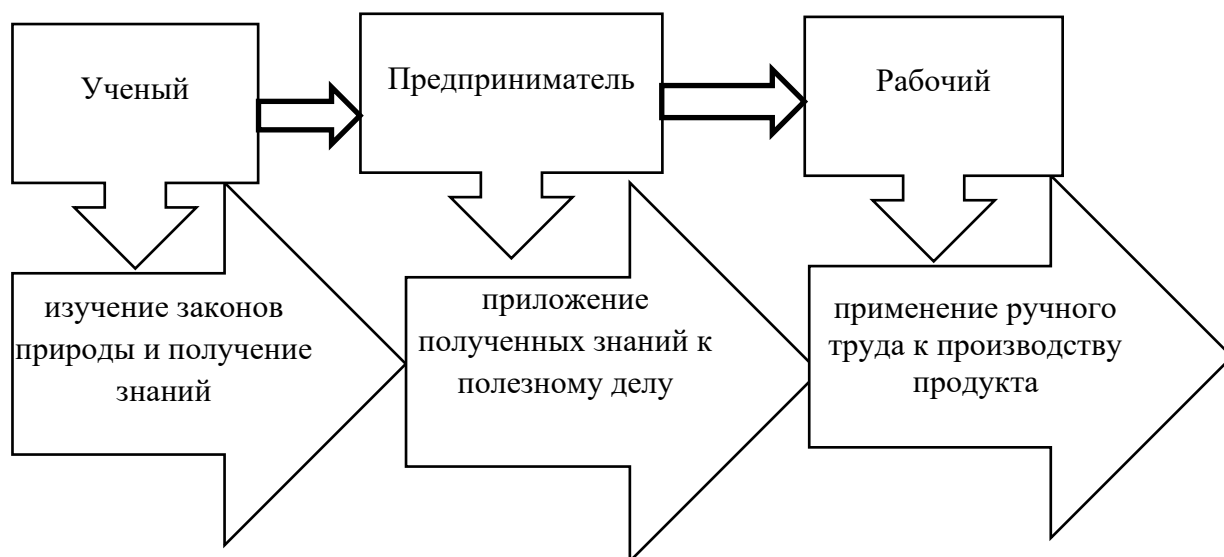 Ученый
Предприниматель
Рабочий
изучение законов
природы и получение
знаний
приложение
полученных знаний к
полезному делу
применение ручного
труда к производству
продукта